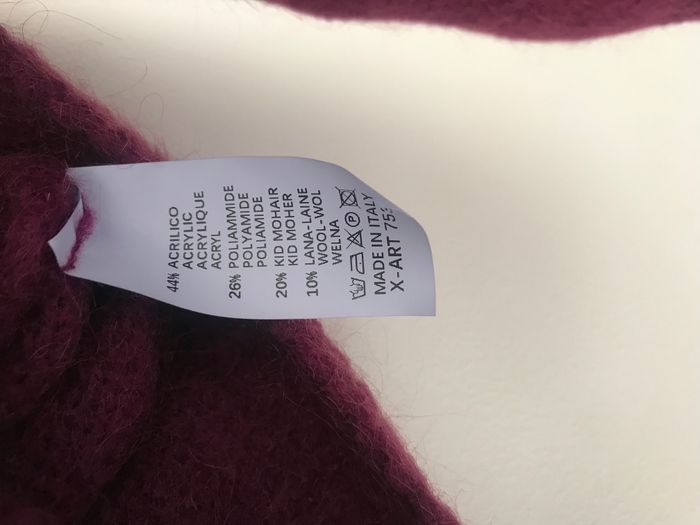 44% ACRILICO
ACRYLIC
ACRYLIQUE
ACRYL
26% POLIAMMIDE
POLYAMIDE
POLIAMIDE
20% KID MOHAIR
KID MOHER
10% LANA-LAINE
WOOL-WOL
WELNA
MADE IN ITALY
X-ART